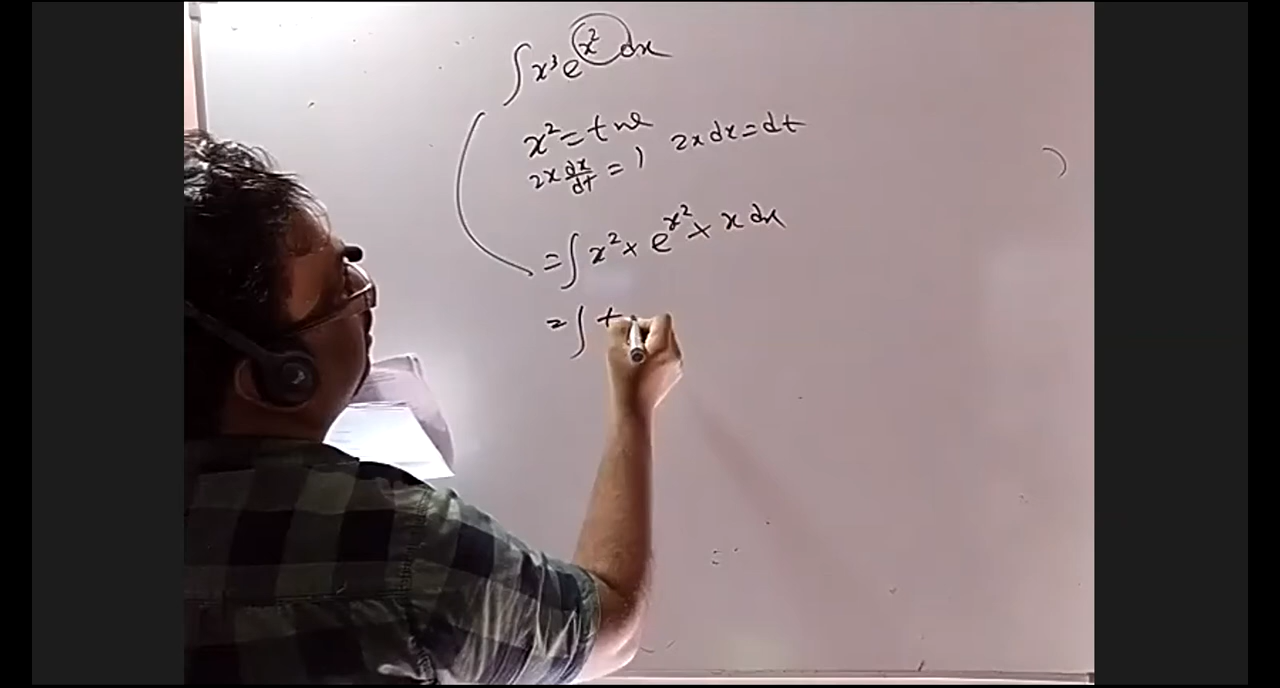 ∫x³e^(x²)dx
x²=t
2x dx/dt = 1 2x dx = dt
= ∫x² × e^(x²) × x dx
= ∫t